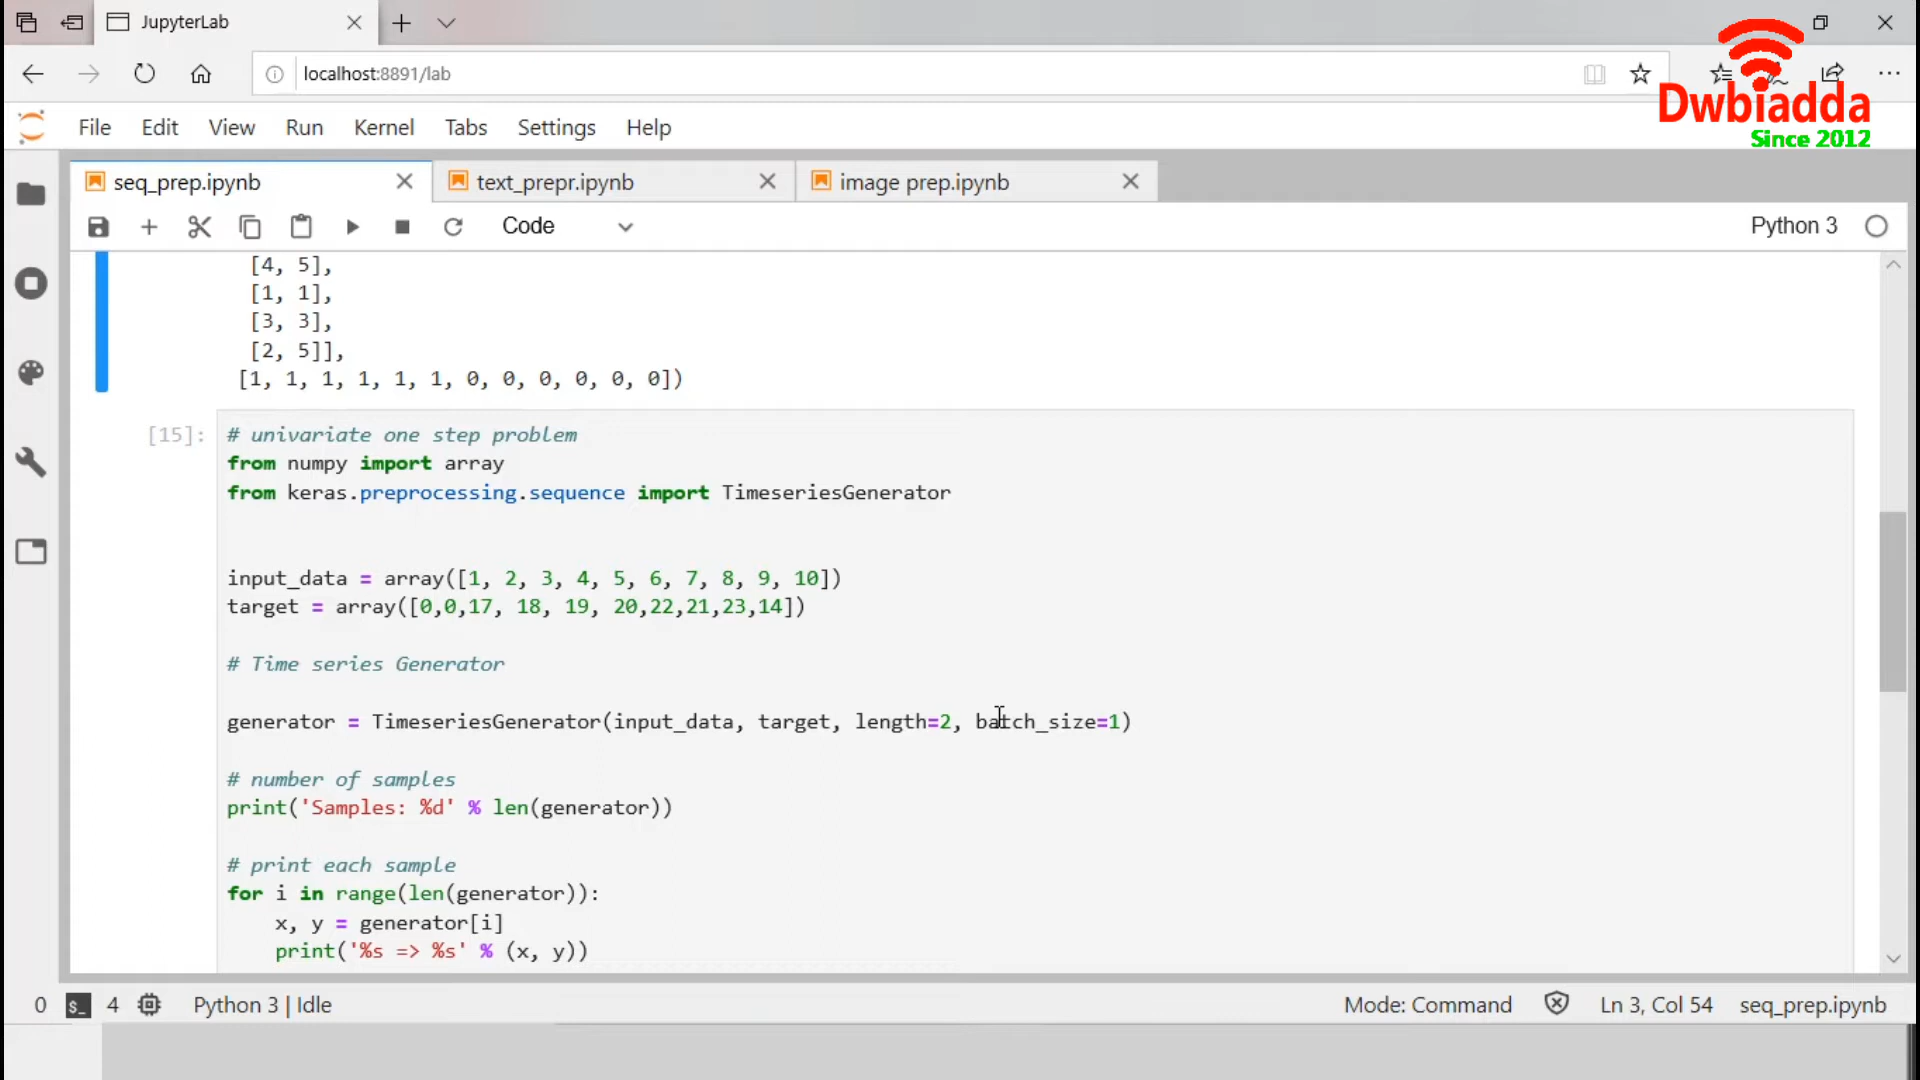 JupyterLab
localhost:8891/lab
Dwbiadda
Since 2012
File Edit View Run Kernel Tabs Settings Help
seq_prep.ipynb text_prepr.ipynb image prep.ipynb
Code Python 3
[4, 5],
[1, 1],
[3, 3],
[2, 5]],
[1, 1, 1, 1, 1, 1, 0, 0, 0, 0, 0, 0])
[15]: # univariate one step problem
from numpy import array
from keras.preprocessing.sequence import TimeseriesGenerator
input_data = array([1, 2, 3, 4, 5, 6, 7, 8, 9, 10])
target = array([0,0,17, 18, 19, 20,22,21,23,14])
# Time series Generator
generator = TimeseriesGenerator(input_data, target, length=2, batch_size=1)
# number of samples
print('Samples: %d' % len(generator))
# print each sample
for i in range(len(generator)):
x, y = generator[i]
print('%s => %s' % (x, y))
0 $_ 4 Python 3 | Idle Mode: Command Ln 3, Col 54 seq_prep.ipynb